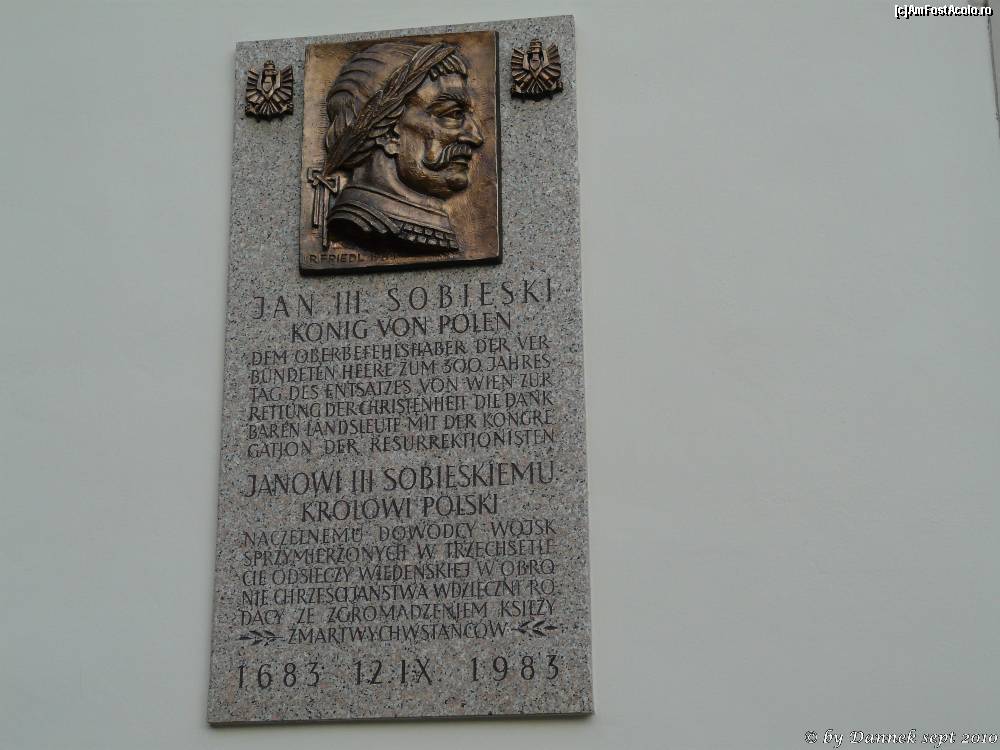 [c]AmFostAcolo.ro
R.FRIEDL
JAN III. SOBIESKI
KÖNIG VON POLEN
DEM OBERBEFEHLSHABER DER VER
BÜNDETEN HEERE ZUM 300. JAHRES
TAG DES ENTSATZES VON WIEN ZUR
RETTUNG DER CHRISTENHEIT DIE DANK
BAREN LANDSLEUTE MIT DER KONGRE
GATION DER RESURREKTIONISTEN
JANOWI III SOBIESKIEMU
KRÓLOWI POLSKI
NACZELNEMU DOWÓDCY WOJSK
SPRZYMIERZONYCH W TRZECHSETLE
CIE ODSIECZY WIEDEŃSKIEJ W OBRO
NIE CHRZEŚCIJAŃSTWA WDZIĘCZNI RO
DACY ZE ZGROMADZENIEM KSIĘŻY
ZMARTWYCHWSTAŃCÓW
1683 12.IX. 1983
© by Dannek sept 2010